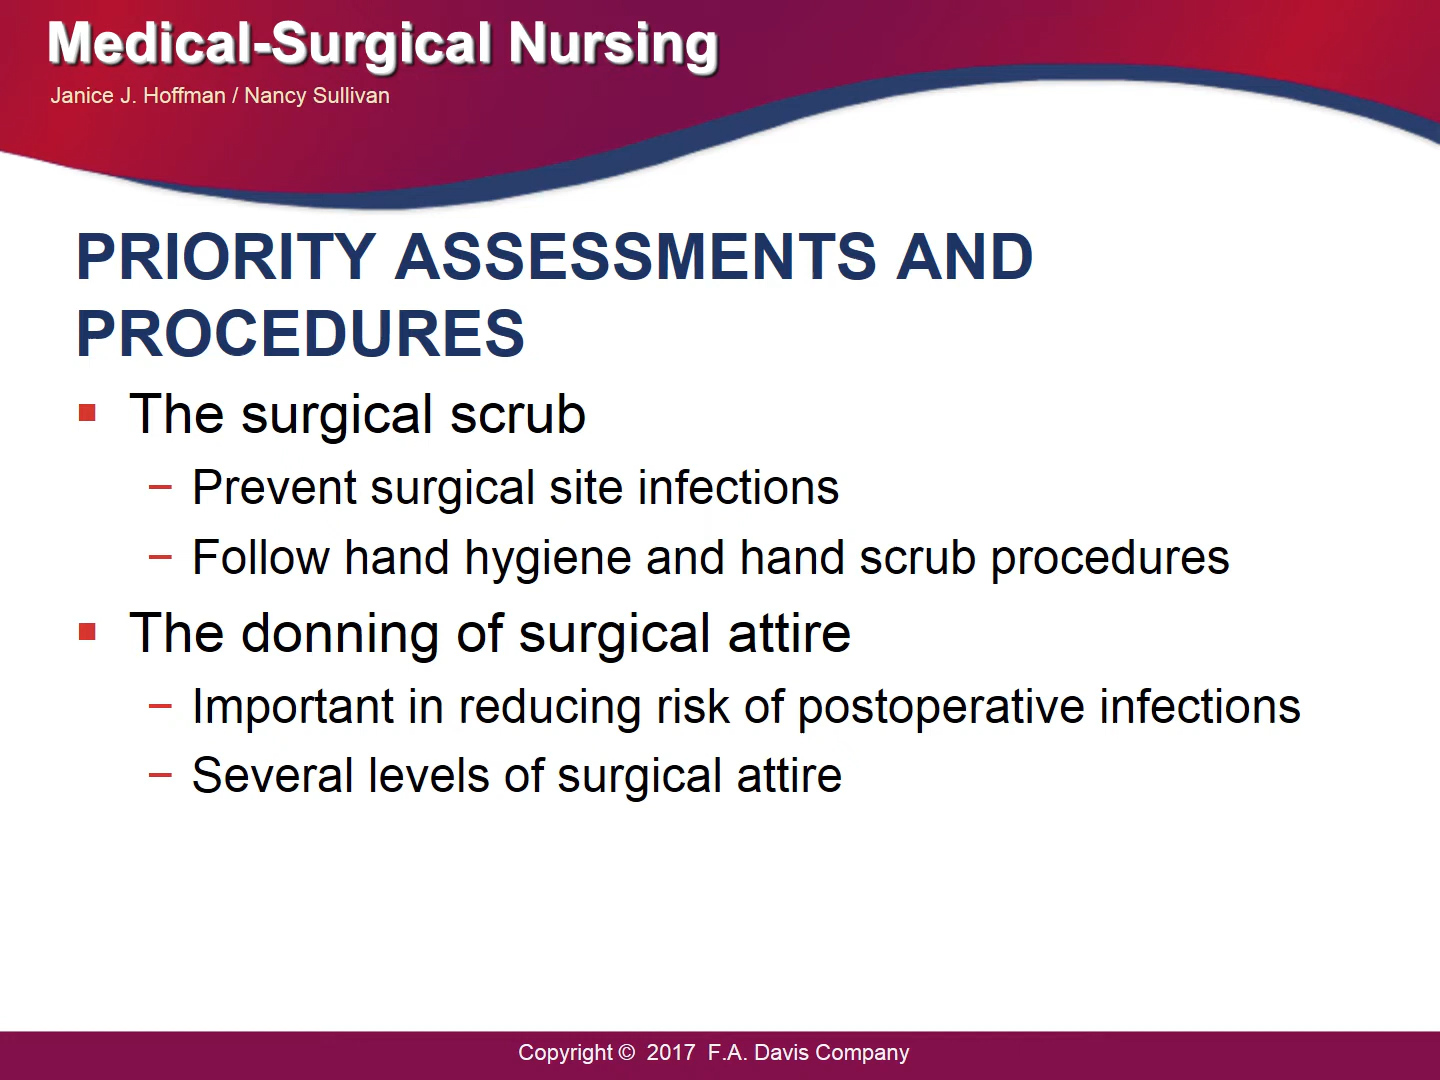 Medical-Surgical Nursing
Janice J. Hoffman / Nancy Sullivan
PRIORITY ASSESSMENTS AND
PROCEDURES
▪ The surgical scrub
– Prevent surgical site infections
– Follow hand hygiene and hand scrub procedures
▪ The donning of surgical attire
– Important in reducing risk of postoperative infections
– Several levels of surgical attire
Copyright © 2017 F.A. Davis Company